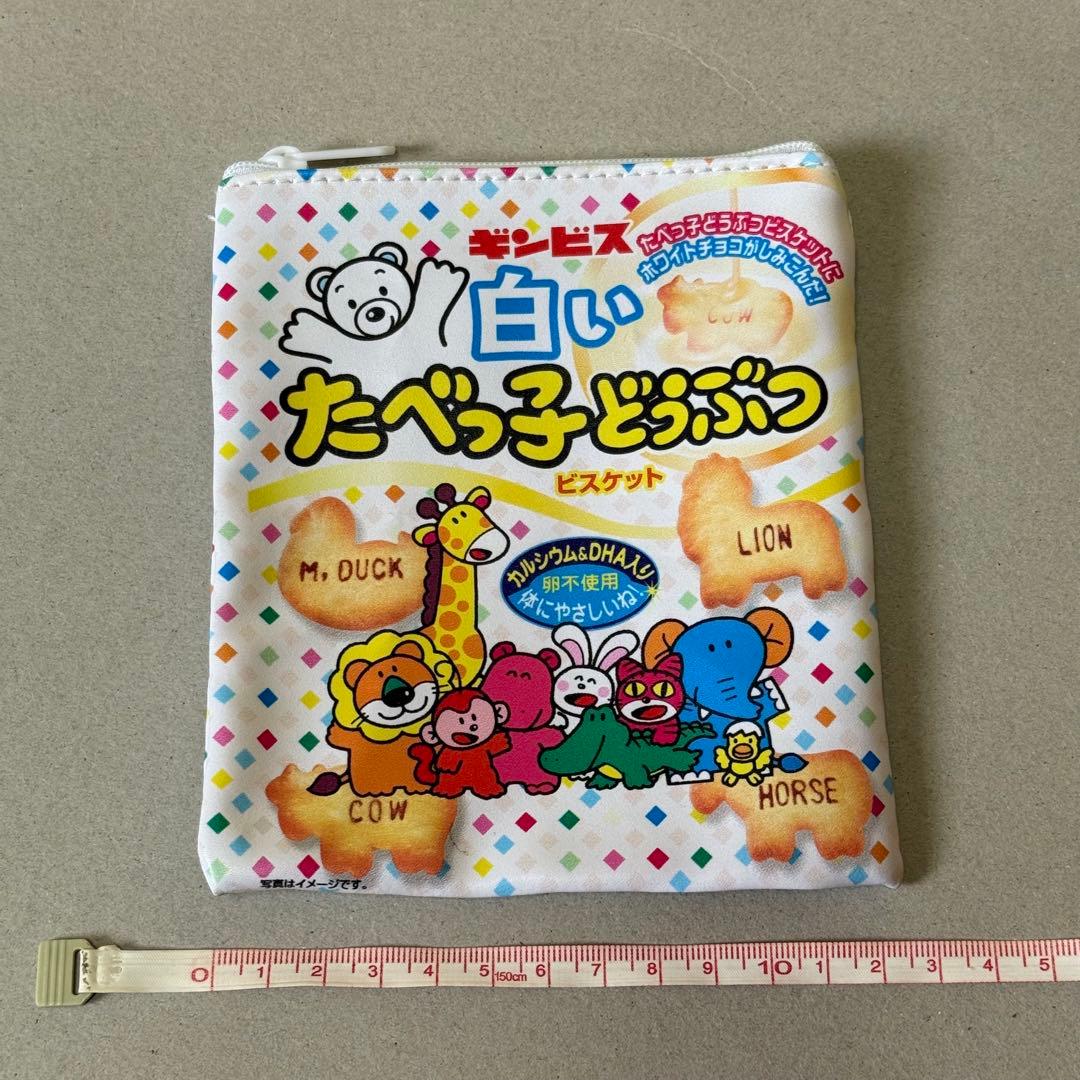 ギンビス
たべっ子どうぶつビスケットに
ホワイトチョコがしみこんだ!
白い
COW
たべっ子どうぶつ
ビスケット
M, DUCK
LION
カルシウム&DHA入り
卵不使用
体にやさしいね!
COW
HORSE
写真はイメージです。
0 1 2 3 4 5 150cm 6 7 8 9 10 1 2 3 4 5